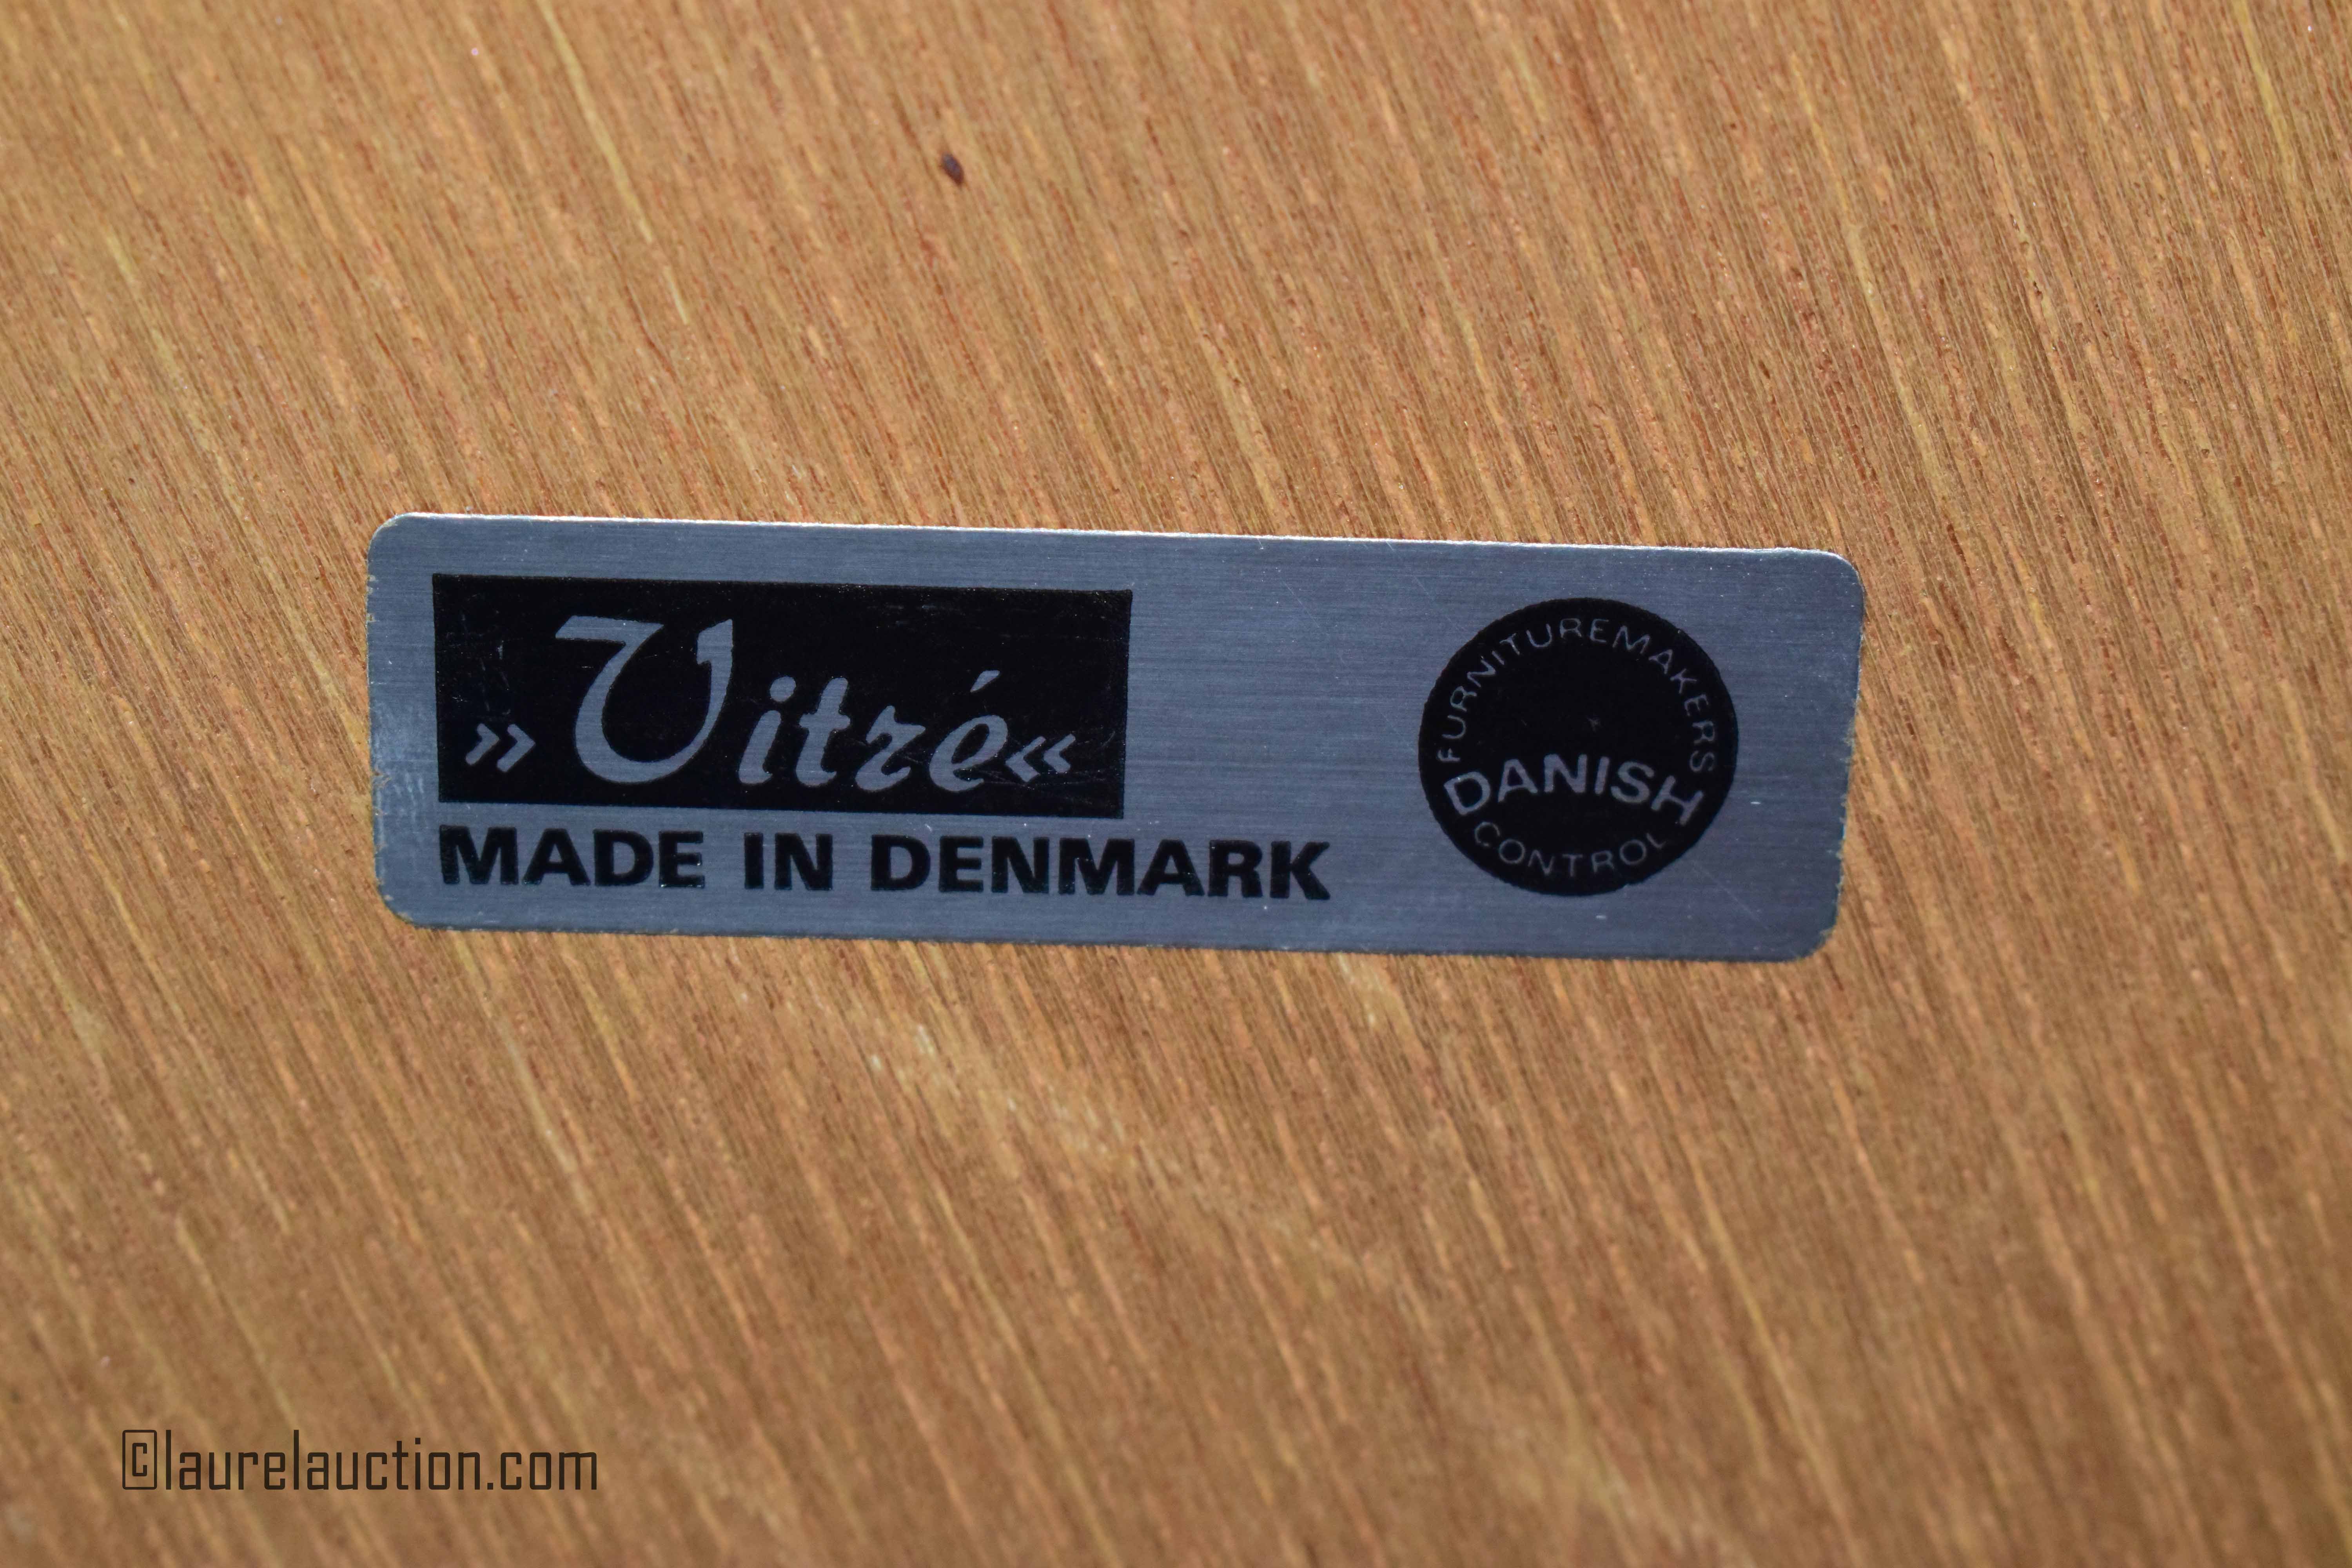 »Vitré«
MADE IN DENMARK
FURNITUREMAKERS
DANISH
CONTROL
©laurelauction.com